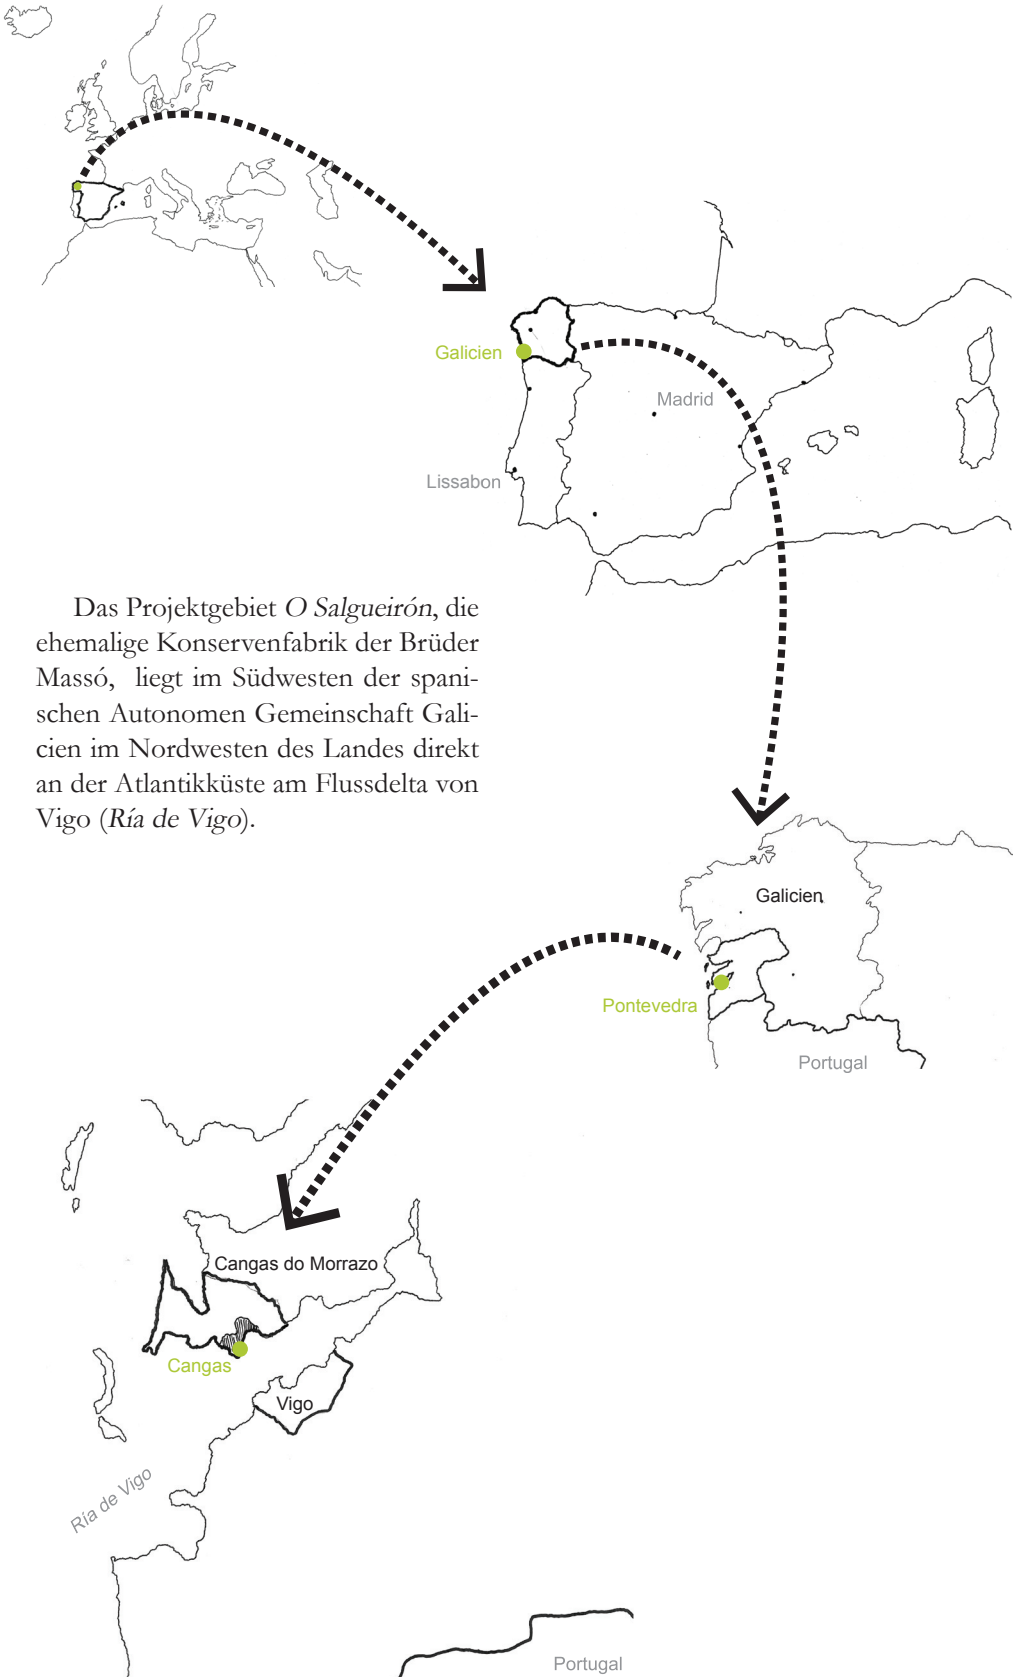 Galicien
Madrid
Lissabon
Das Projektgebiet O Salgueirón, die
ehemalige Konservenfabrik der Brüder
Massó, liegt im Südwesten der spani-
schen Autonomen Gemeinschaft Gali-
cien im Nordwesten des Landes direkt
an der Atlantikküste am Flussdelta von
Vigo (Ría de Vigo).
Galicien
Pontevedra
Portugal
Cangas do Morrazo
Cangas
Vigo
Ría de Vigo
Portugal